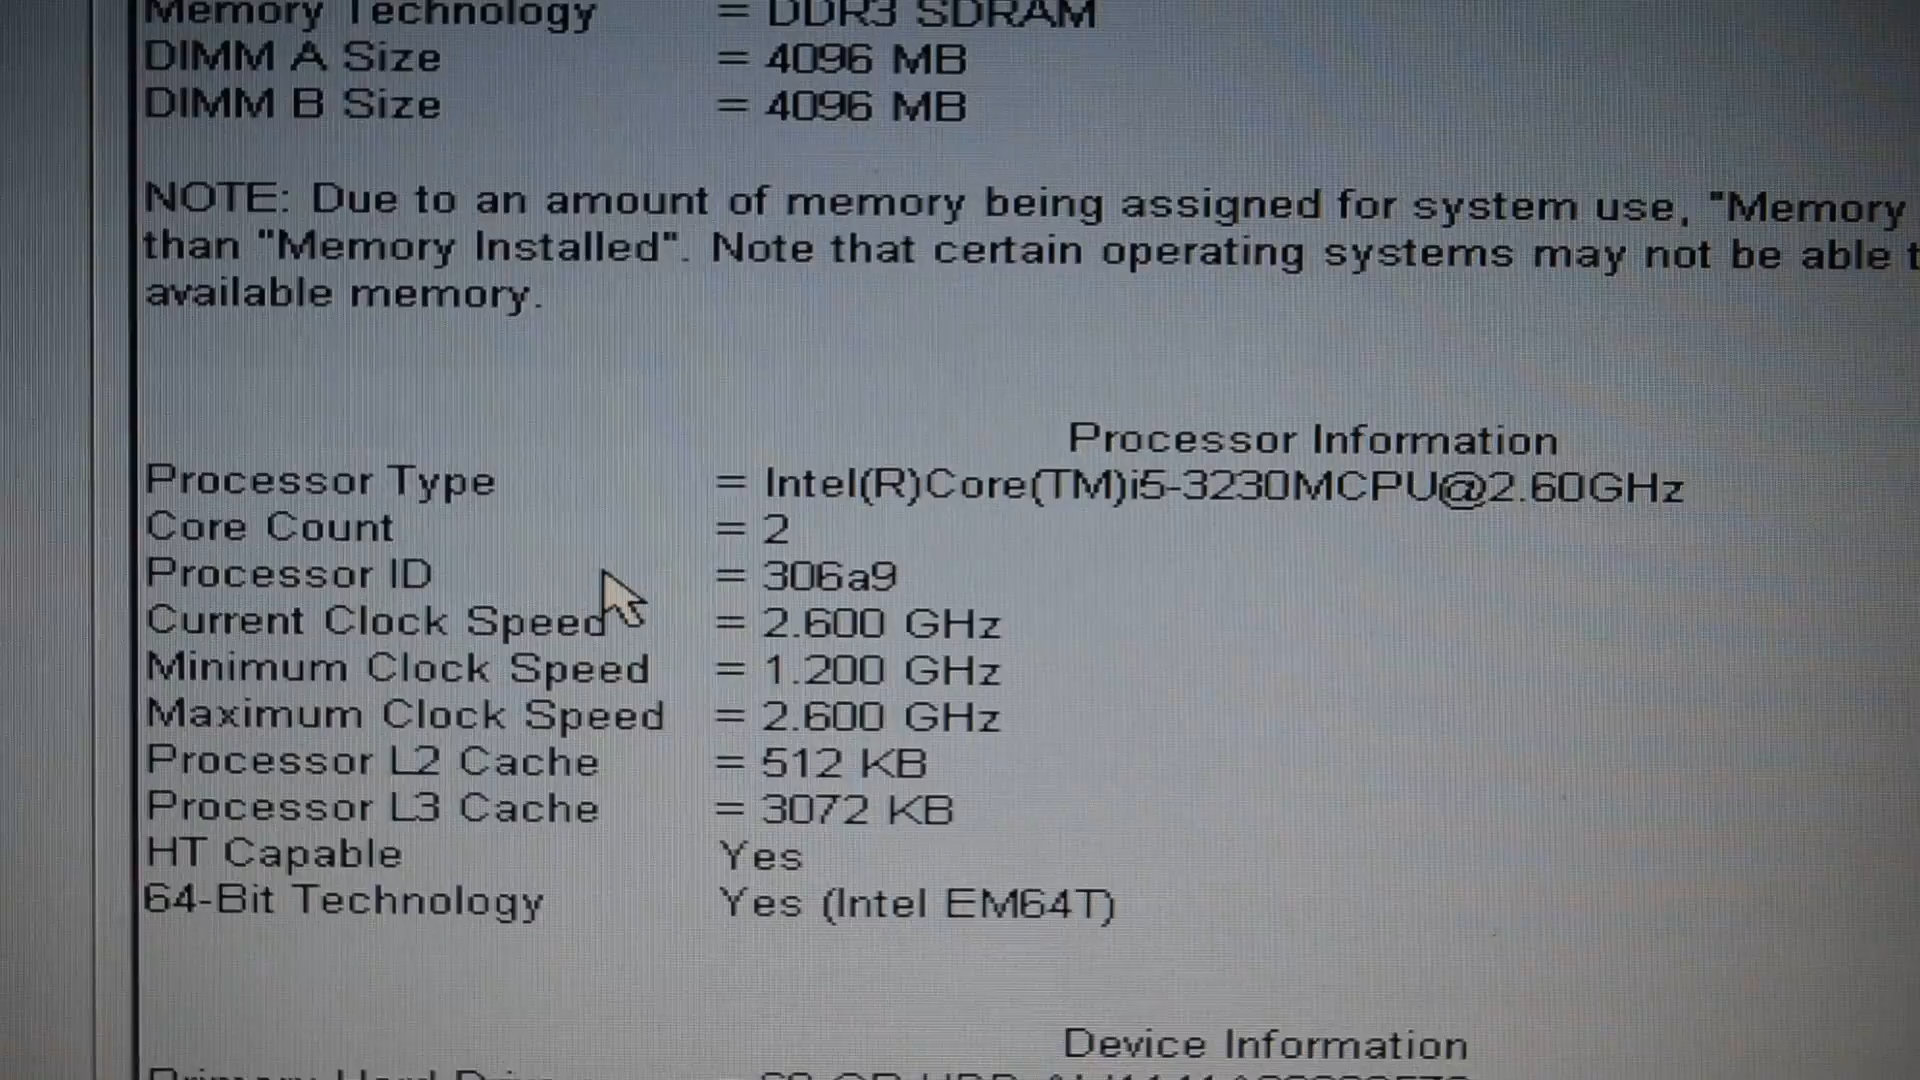 Memory Technology = DDR3 SDRAM
DIMM A Size = 4096 MB
DIMM B Size = 4096 MB
NOTE: Due to an amount of memory being assigned for system use, "Memory
than "Memory Installed". Note that certain operating systems may not be able t
available memory.
Processor Information
Processor Type = Intel(R)Core(TM)i5-3230MCPU@2.60GHz
Core Count = 2
Processor ID = 306a9
Current Clock Speed = 2.600 GHz
Minimum Clock Speed = 1.200 GHz
Maximum Clock Speed = 2.600 GHz
Processor L2 Cache = 512 KB
Processor L3 Cache = 3072 KB
HT Capable Yes
64-Bit Technology Yes (Intel EM64T)
Device Information